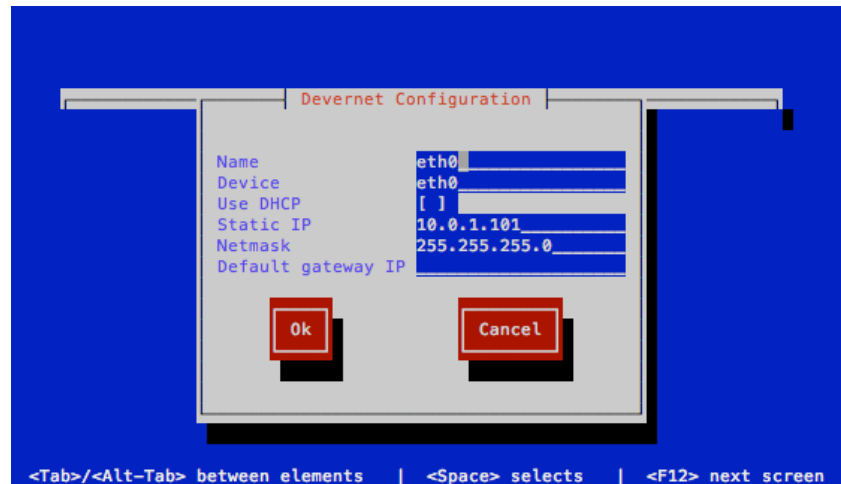 Devernet Configuration
Name eth0
Device eth0
Use DHCP [ ]
Static IP 10.0.1.101
Netmask 255.255.255.0
Default gateway IP
Ok Cancel
<Tab>/<Alt-Tab> between elements | <Space> selects | <F12> next screen